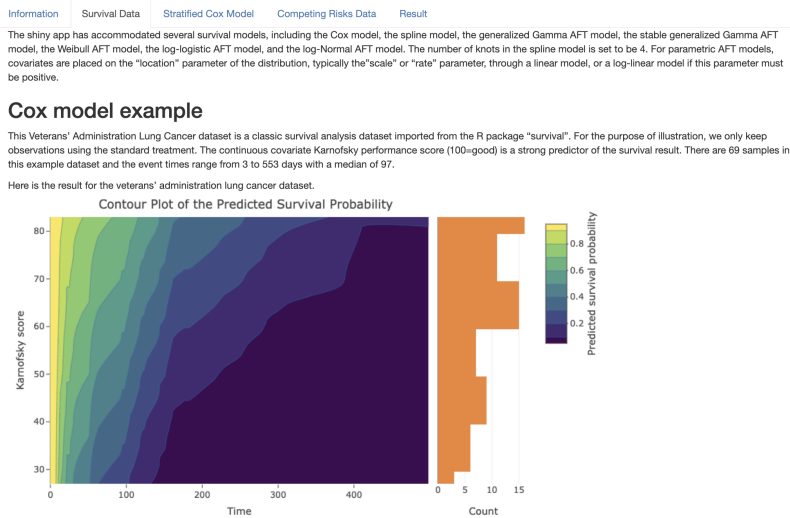 Information Survival Data Stratified Cox Model Competing Risks Data Result
The shiny app has accommodated several survival models, including the Cox model, the spline model, the generalized Gamma AFT model, the stable generalized Gamma AFT
model, the Weibull AFT model, the log-logistic AFT model, and the log-Normal AFT model. The number of knots in the spline model is set to be 4. For parametric AFT models,
covariates are placed on the “location” parameter of the distribution, typically the”scale” or “rate” parameter, through a linear model, or a log-linear model if this parameter must
be positive.
Cox model example
This Veterans’ Administration Lung Cancer dataset is a classic survival analysis dataset imported from the R package “survival”. For the purpose of illustration, we only keep
observations using the standard treatment. The continuous covariate Karnofsky performance score (100=good) is a strong predictor of the survival result. There are 69 samples in
this example dataset and the event times range from 3 to 553 days with a median of 97.
Here is the result for the veterans’ administration lung cancer dataset.
Contour Plot of the Predicted Survival Probability
80
70
60
50
40
30
Karnofsky score
0 100 200 300 400
Time
0 5 10 15
Count
0.8
0.6
0.4
0.2
Predicted survival probability